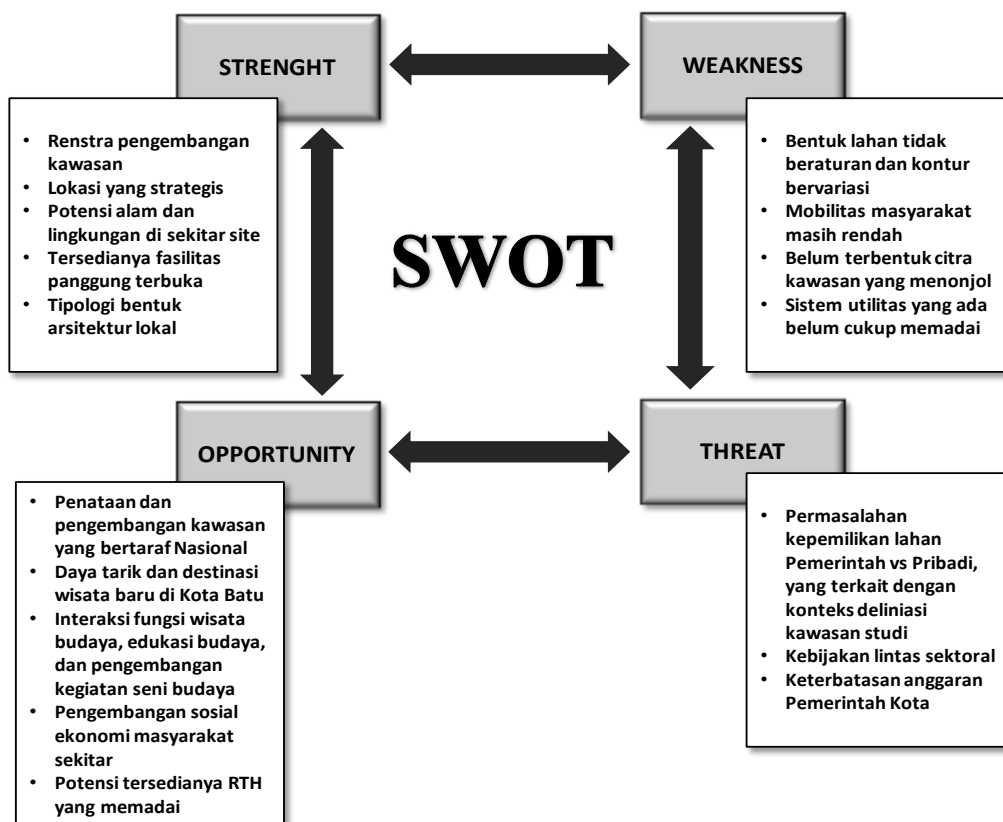 STRENGHT
• Renstra pengembangan
kawasan
• Lokasi yang strategis
• Potensi alam dan
lingkungan di sekitar site
• Tersedianya fasilitas
panggung terbuka
• Tipologi bentuk
arsitektur lokal
WEAKNESS
• Bentuk lahan tidak
beraturan dan kontur
bervariasi
• Mobilitas masyarakat
masih rendah
• Belum terbentuk citra
kawasan yang menonjol
• Sistem utilitas yang ada
belum cukup memadai
SWOT
OPPORTUNITY
• Penataan dan
pengembangan kawasan
yang bertaraf Nasional
• Daya tarik dan destinasi
wisata baru di Kota Batu
• Interaksi fungsi wisata
budaya, edukasi budaya,
dan pengembangan
kegiatan seni budaya
• Pengembangan sosial
ekonomi masyarakat
sekitar
• Potensi tersedianya RTH
yang memadai
THREAT
• Permasalahan
kepemilikan lahan
Pemerintah vs Pribadi,
yang terkait dengan
konteks deliniasi
kawasan studi
• Kebijakan lintas sektoral
• Keterbatasan anggaran
Pemerintah Kota